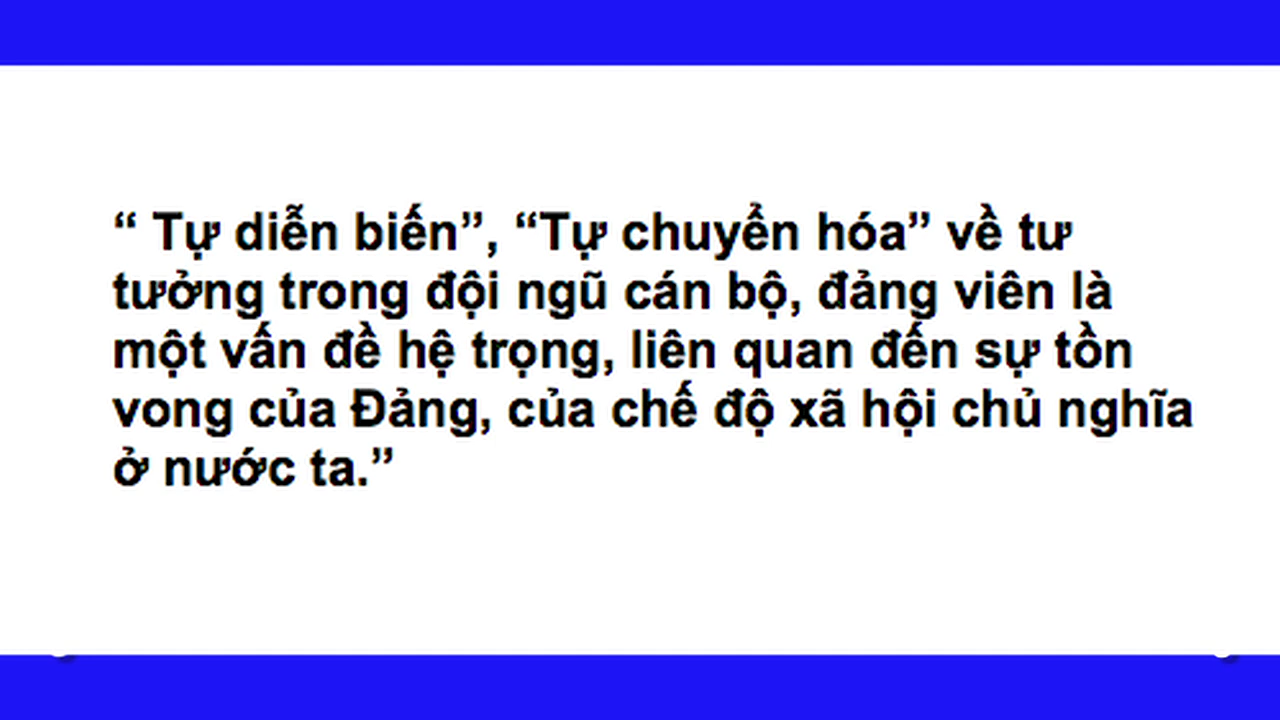 “ Tự diễn biến”, “Tự chuyển hóa” về tư
tưởng trong đội ngũ cán bộ, đảng viên là
một vấn đề hệ trọng, liên quan đến sự tồn
vong của Đảng, của chế độ xã hội chủ nghĩa
ở nước ta.”